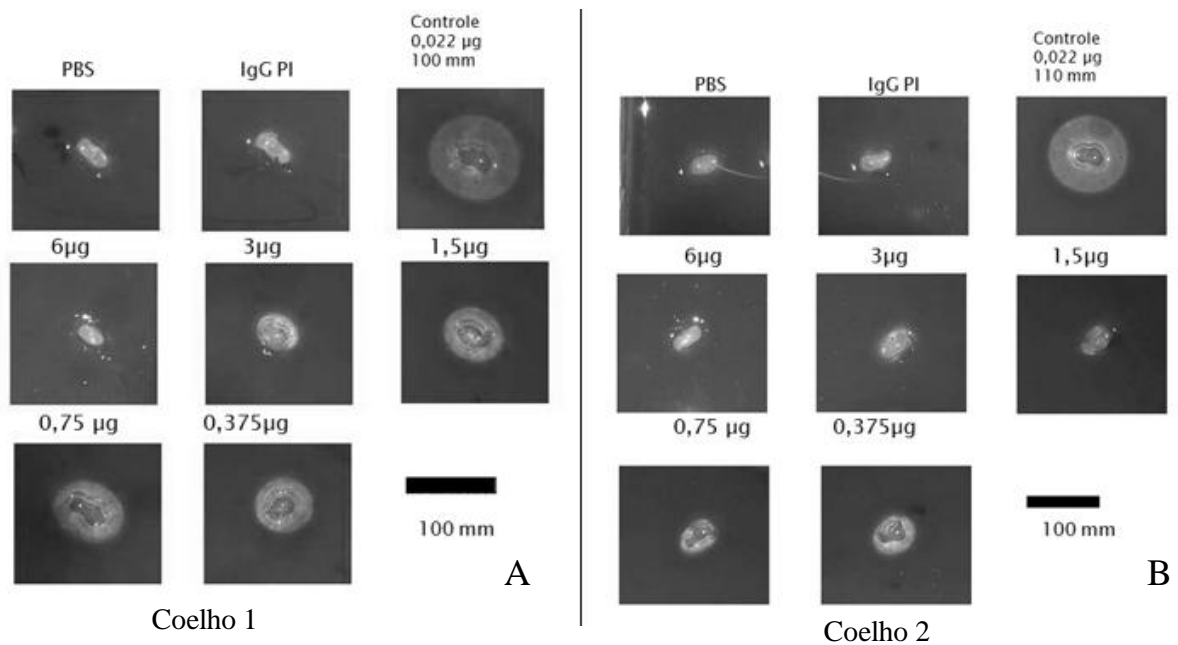 PBS
IgG PI
Controle
0,022 µg
100 mm
6µg
3µg
1,5µg
0,75 µg
0,375µg
100 mm
A
Coelho 1
PBS
IgG PI
Controle
0,022 µg
110 mm
6µg
3µg
1,5µg
0,75 µg
0,375µg
100 mm
B
Coelho 2